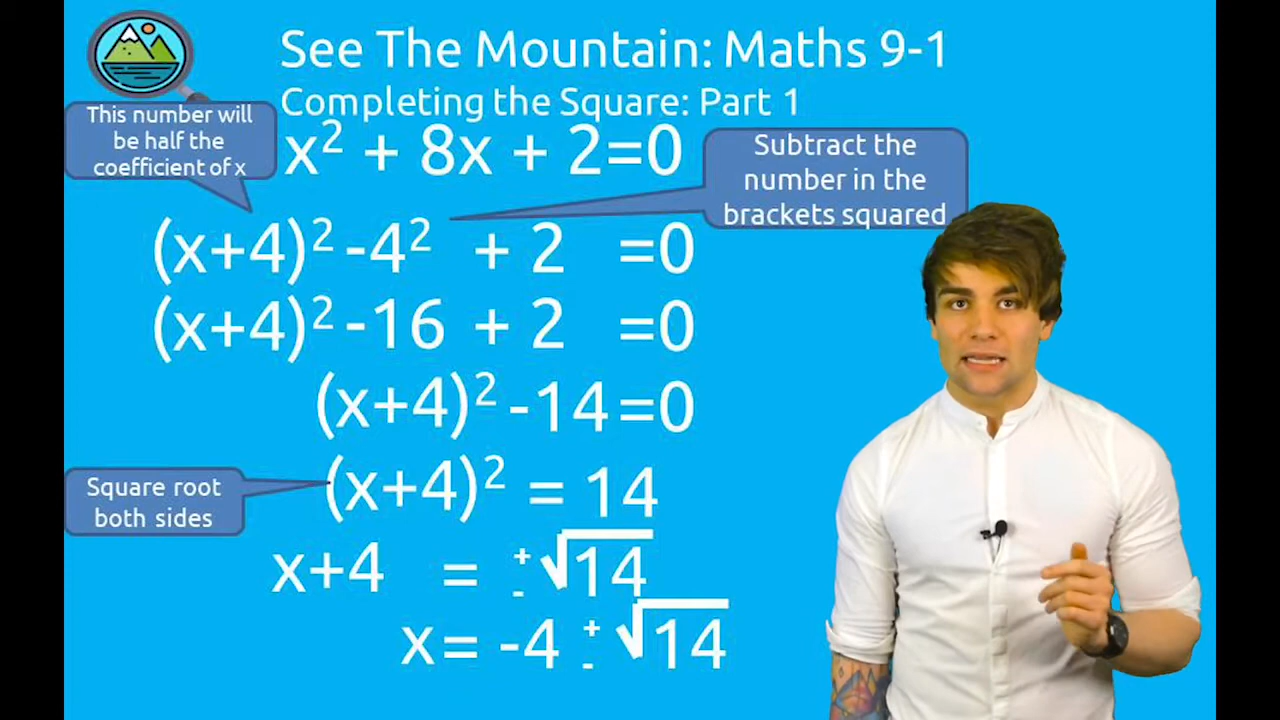 See The Mountain: Maths 9-1
Completing the Square: Part 1
This number will
be half the
coefficient of x
x² + 8x + 2=0
Subtract the
number in the
brackets squared
(x+4)² -4² + 2 =0
(x+4)² -16 + 2 =0
(x+4)² -14=0
Square root
both sides
(x+4)² = 14
x+4 = ±√14
x= -4 ±√14